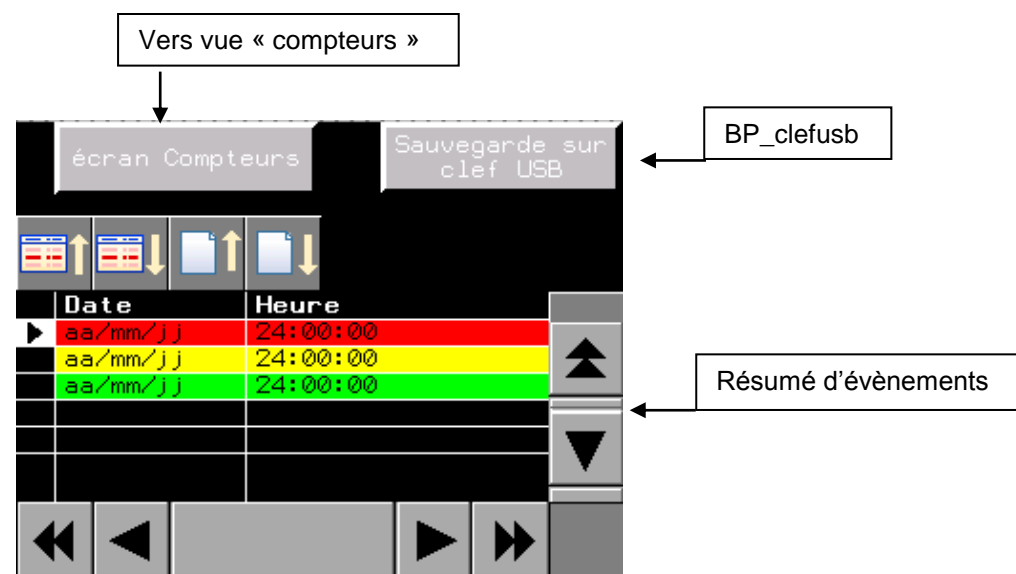 Vers vue « compteurs »
écran Compteurs
Sauvegarde sur
clef USB
BP_clefusb
Date Heure
aa/mm/jj 24:00:00
aa/mm/jj 24:00:00
aa/mm/jj 24:00:00
Résumé d’évènements